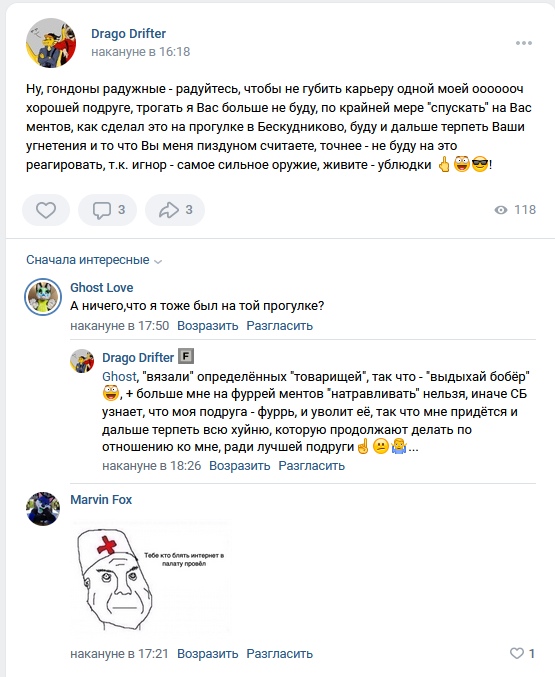 Drago Drifter
накануне в 16:18
Ну, гондоны радужные - радуйтесь, чтобы не губить карьеру одной моей ооооооч
хорошей подруге, трогать я Вас больше не буду, по крайней мере "спускать" на Вас
ментов, как сделал это на прогулке в Бескудниково, буду и дальше терпеть Ваши
угнетения и то что Вы меня пиздуном считаете, точнее - не буду на это
реагировать, т.к. игнор - самое сильное оружие, живите - ублюдки 🖕😜😎!
3
3
118
Сначала интересные
Ghost Love
А ничего,что я тоже был на той прогулке?
накануне в 17:50 Возразить Разгласить
Drago Drifter F
Ghost, "вязали" определённых "товарищей", так что - "выдыхай бобёр"
😜, + больше мне на фуррей ментов "натравливать" нельзя, иначе СБ
узнает, что моя подруга - фуррь, и уволит её, так что мне придётся и
дальше терпеть всю хуйню, которую продолжают делать по
отношению ко мне, ради лучшей подруги☝😕🤷...
накануне в 18:26 Возразить Разгласить
Marvin Fox
Тебе кто блять интернет в
палату провёл
накануне в 17:21 Возразить Разгласить
1